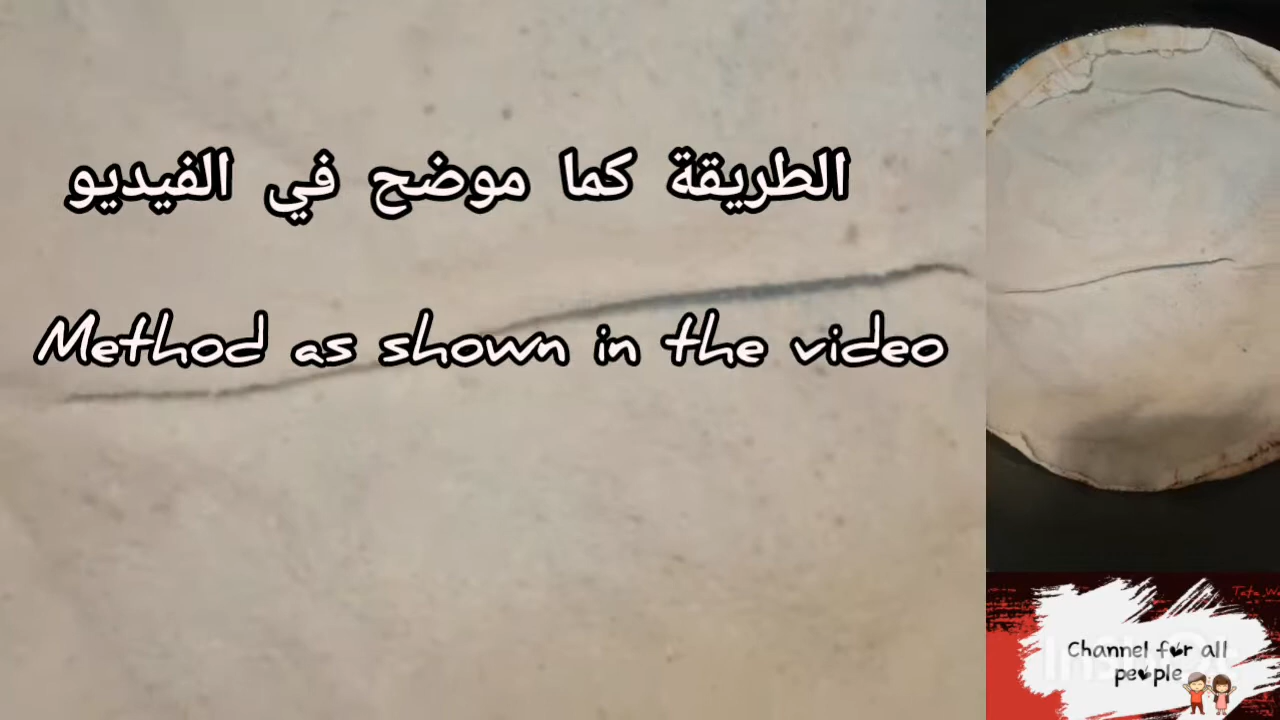 الطريقة كما موضح في الفيديو
Method as shown in the video
Channel for all
people